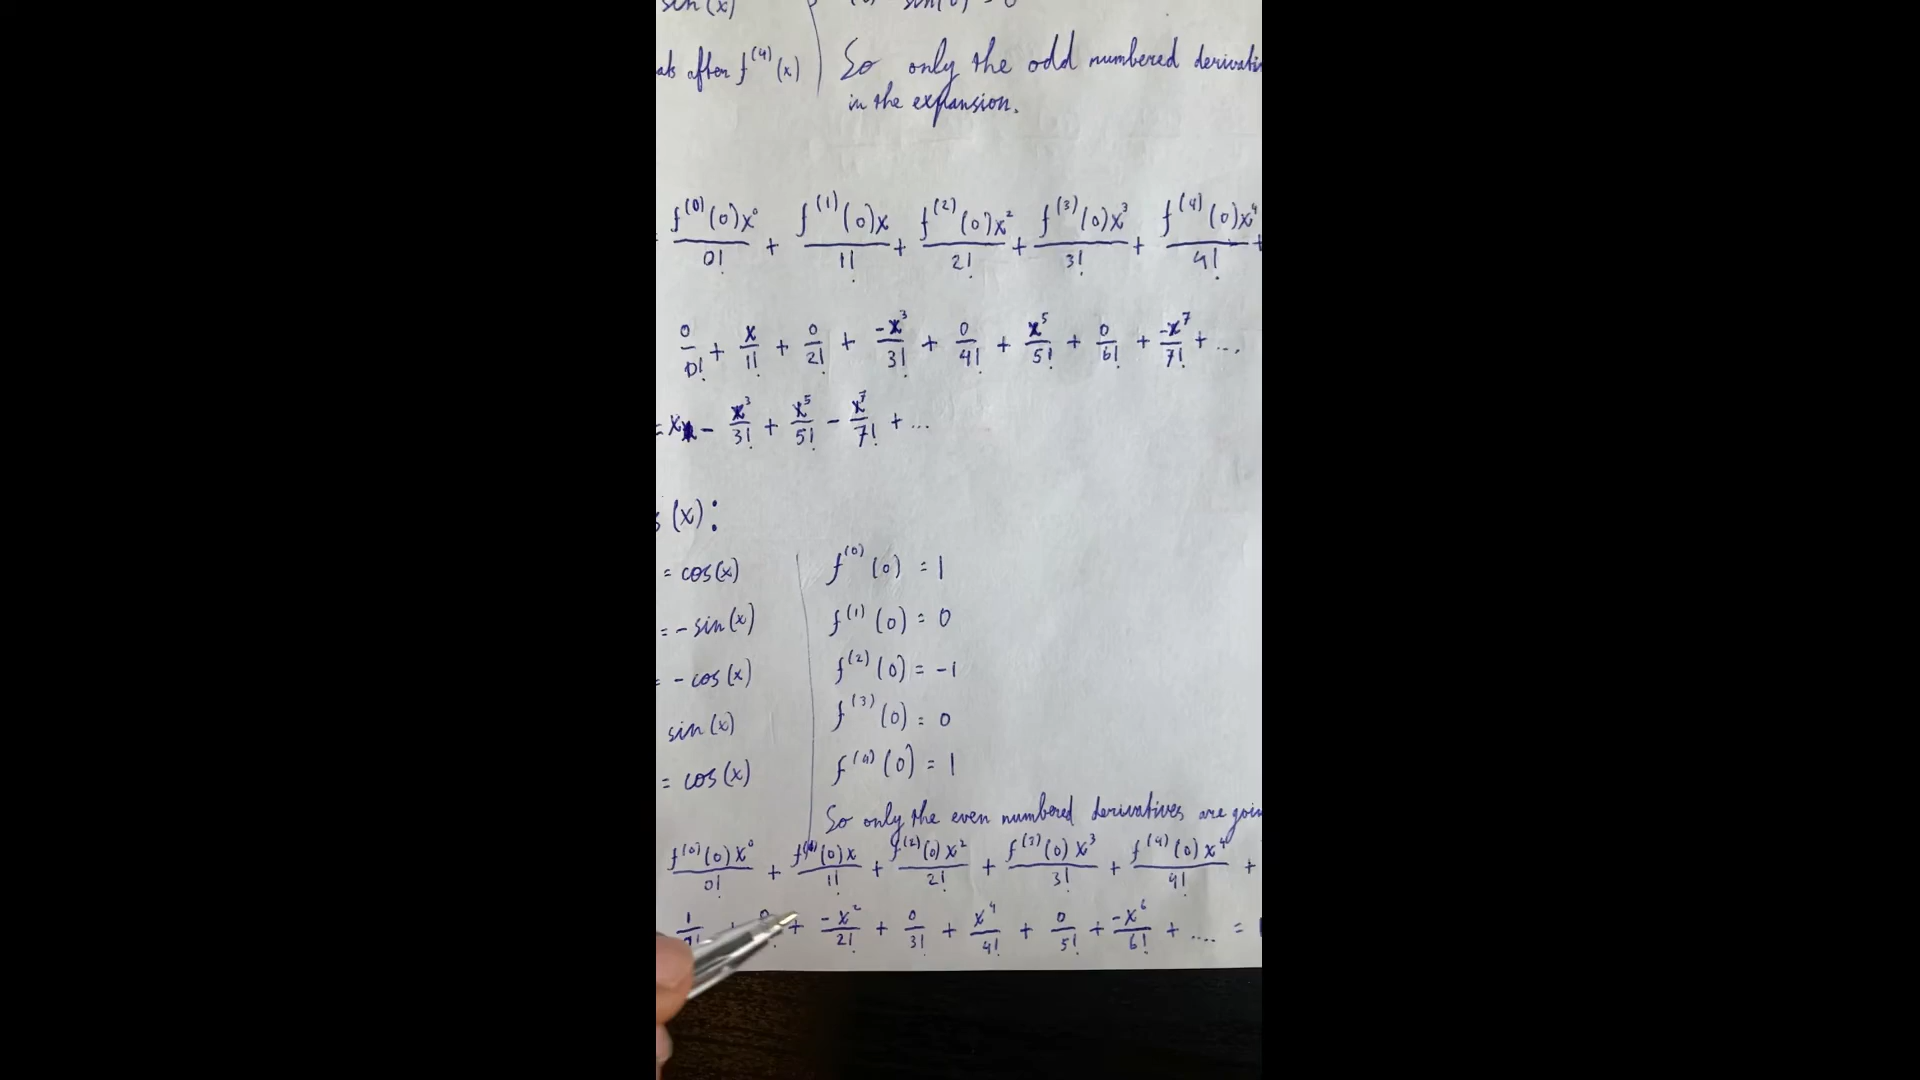 sin(x)
f⁽⁴⁾(x) So only the odd numbered
after in the expansion.
f⁽⁰⁾(0)x⁰/0! + f⁽¹⁾(0)x/1! + f⁽²⁾(0)x²/2! + f⁽³⁾(0)x³/3! + f⁽⁴⁾(0)x⁴/4! +
0/0! + x/1! + 0/2! + -x³/3! + 0/4! + x⁵/5! + 0/6! + -x⁷/7! + ...
= x - x³/3! + x⁵/5! - x⁷/7! + ...
(x):
= cos(x) f⁽⁰⁾(0) = 1
= -sin(x) f⁽¹⁾(0) = 0
= -cos(x) f⁽²⁾(0) = -1
sin(x) f⁽³⁾(0) = 0
= cos(x) f⁽⁴⁾(0) = 1
So only the even numbered derivatives are
f⁽⁰⁾(0)x⁰/0! + f⁽¹⁾(0)x/1! + f⁽²⁾(0)x²/2! + f⁽³⁾(0)x³/3! + f⁽⁴⁾(0)x⁴/4! +
+ -x²/2! + 0/3! + x⁴/4! + 0/5! + -x⁶/6! + .... =